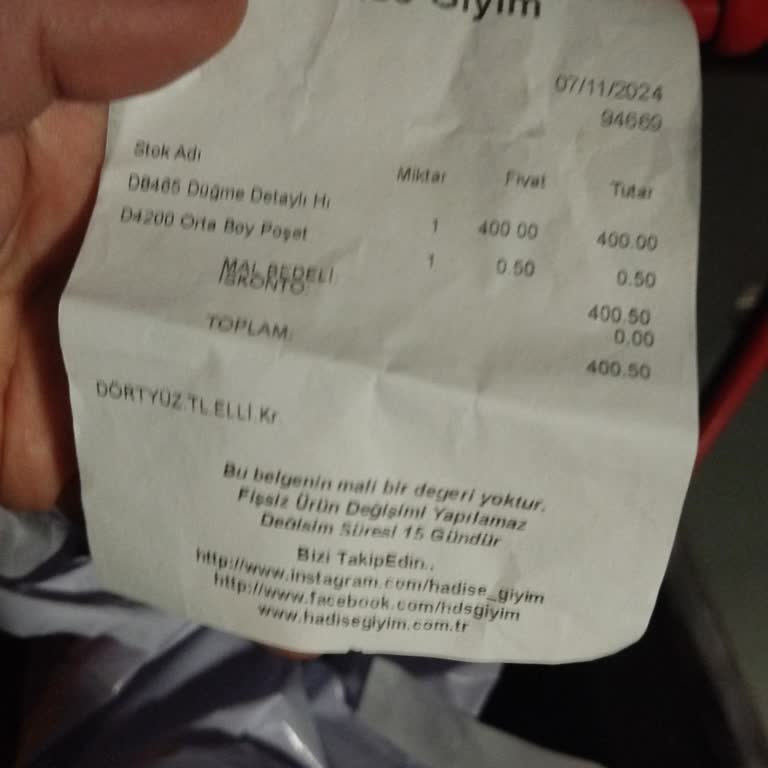 Giyim
07/11/2024
94669
Stok Adı Miktar Fiyat Tutar
D8465 Düğme Detaylı Hı 1 400.00 400.00
D4200 Orta Boy Poşet 1 0.50 0.50
MAL BEDELİ: 400.50
İSKONTO: 0.00
TOPLAM: 400.50
DÖRTYÜZ.TL.ELLİ.Kr.
Bu belgenin mali bir degeri yoktur.
Fişsiz Ürün Değişimi Yapılamaz
Değişim Süresi 15 Gündür
Bizi TakipEdin..
http://www.instagram.com/hadise_giyim
http://www.facebook.com/hdsgiyim
www.hadisegiyim.com.tr